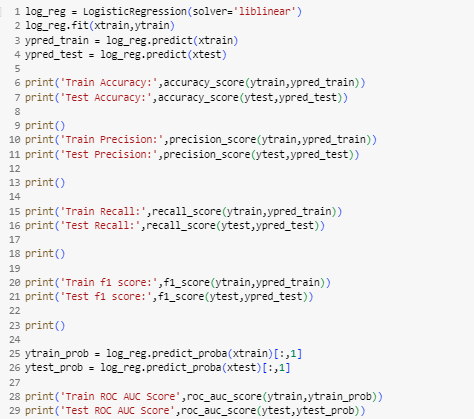 1 log_reg = LogisticRegression(solver='liblinear')
2 log_reg.fit(xtrain,ytrain)
3 ypred_train = log_reg.predict(xtrain)
4 ypred_test = log_reg.predict(xtest)
5
6 print('Train Accuracy:',accuracy_score(ytrain,ypred_train))
7 print('Test Accuracy:',accuracy_score(ytest,ypred_test))
8
9 print()
10 print('Train Precision:',precision_score(ytrain,ypred_train))
11 print('Test Precision:',precision_score(ytest,ypred_test))
12
13 print()
14
15 print('Train Recall:',recall_score(ytrain,ypred_train))
16 print('Test Recall:',recall_score(ytest,ypred_test))
17
18 print()
19
20 print('Train f1 score:',f1_score(ytrain,ypred_train))
21 print('Test f1 score:',f1_score(ytest,ypred_test))
22
23 print()
24
25 ytrain_prob = log_reg.predict_proba(xtrain)[:,1]
26 ytest_prob = log_reg.predict_proba(xtest)[:,1]
27
28 print('Train ROC AUC Score',roc_auc_score(ytrain,ytrain_prob))
29 print('Test ROC AUC Score',roc_auc_score(ytest,ytest_prob))